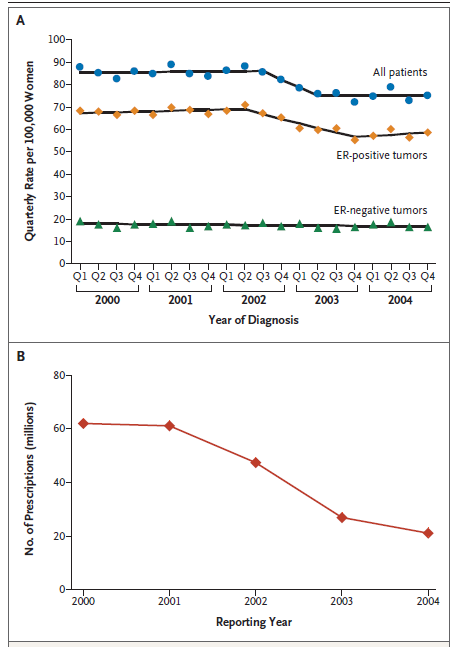 A
Quarterly Rate per 100,000 Women
100
90
80
70
60
50
40
30
20
10
0
All patients
ER-positive tumors
ER-negative tumors
Q1 Q2 Q3 Q4 Q1 Q2 Q3 Q4 Q1 Q2 Q3 Q4 Q1 Q2 Q3 Q4 Q1 Q2 Q3 Q4
2000 2001 2002 2003 2004
Year of Diagnosis
B
No. of Prescriptions (millions)
80
60
40
20
0
2000 2001 2002 2003 2004
Reporting Year